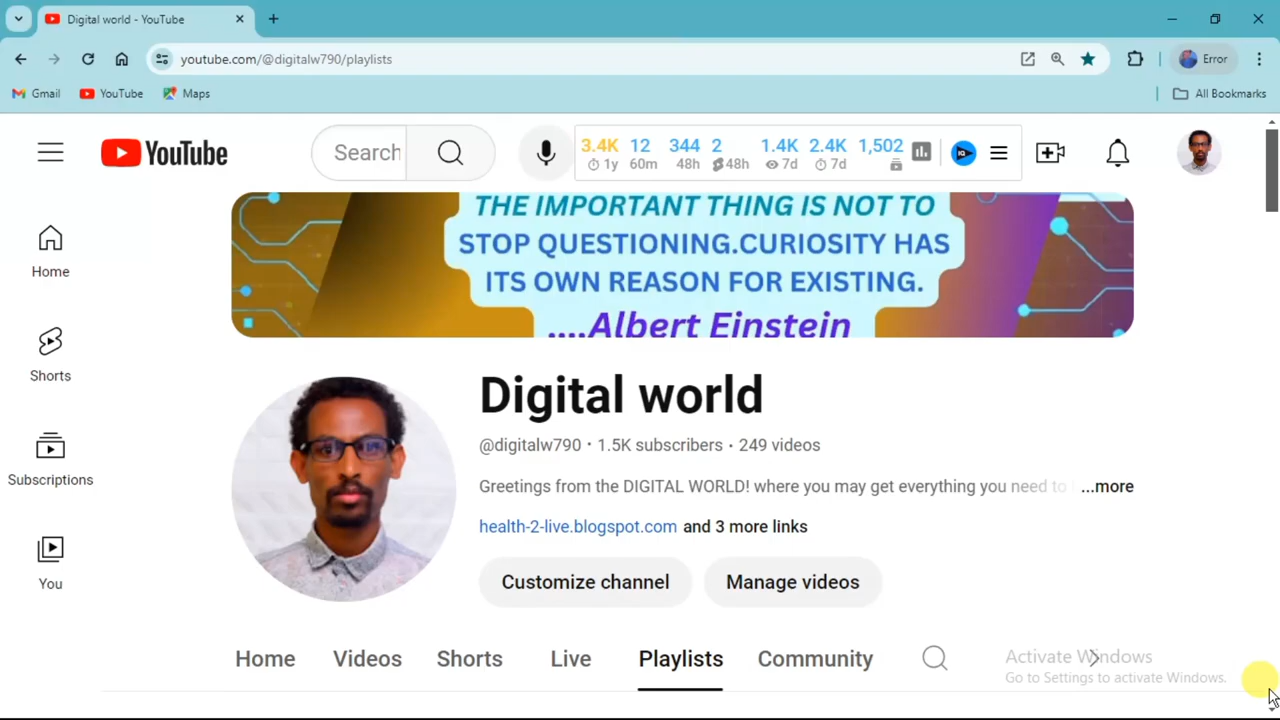 Digital world - YouTube
youtube.com/@digitalw790/playlists
Error
Gmail YouTube Maps
All Bookmarks
YouTube
Search
3.4K 12 344 2 1.4K 2.4K 1,502
1y 60m 48h 48h 7d 7d
IQ
THE IMPORTANT THING IS NOT TO
STOP QUESTIONING.CURIOSITY HAS
ITS OWN REASON FOR EXISTING.
....Albert Einstein
Home
Shorts
Subscriptions
You
Digital world
@digitalw790 • 1.5K subscribers • 249 videos
Greetings from the DIGITAL WORLD! where you may get everything you need to ...more
health-2-live.blogspot.com and 3 more links
Customize channel Manage videos
Home Videos Shorts Live Playlists Community
Activate Windows
Go to Settings to activate Windows.